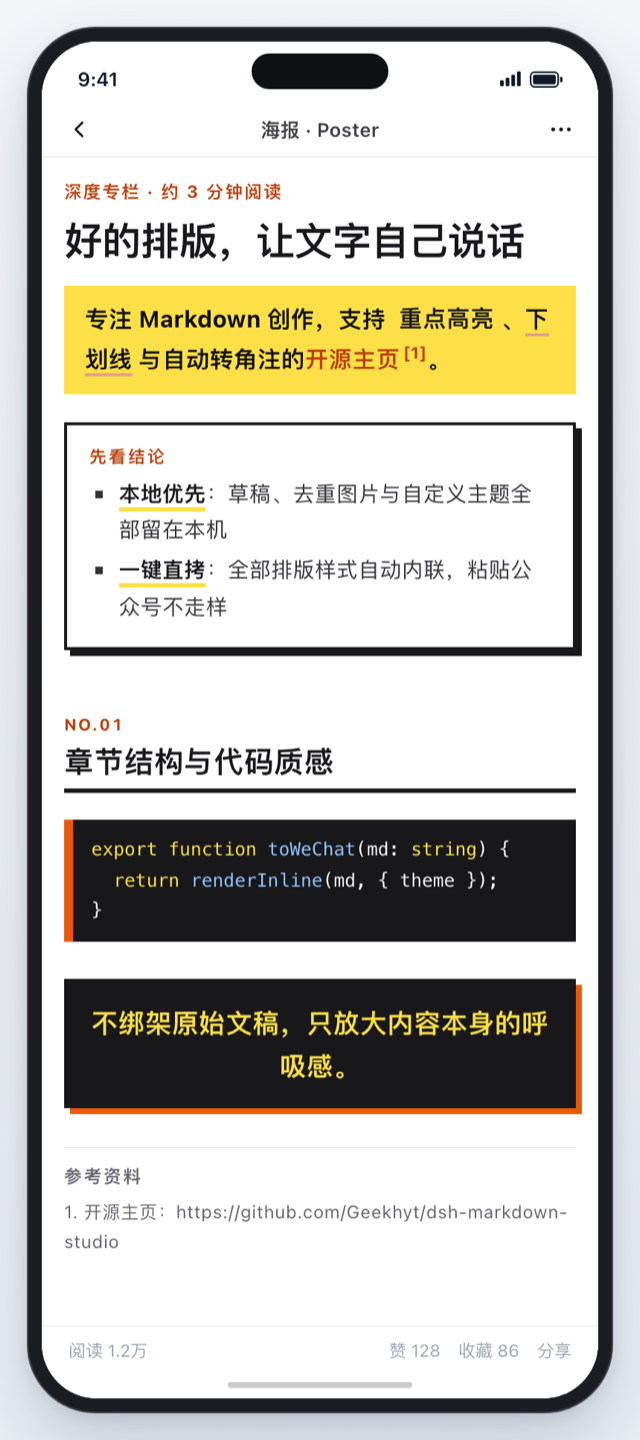 9:41
海报 · Poster
深度专栏 · 约 3 分钟阅读
好的排版，让文字自己说话
专注 Markdown 创作，支持 重点高亮 、下
划线 与自动转角注的开源主页 [1]。
先看结论
▪ 本地优先：草稿、去重图片与自定义主题全
部留在本机
▪ 一键直拷：全部排版样式自动内联，粘贴公
众号不走样
NO.01
章节结构与代码质感
export function toWeChat(md: string) {
  return renderInline(md, { theme });
}
不绑架原始文稿，只放大内容本身的呼
吸感。
参考资料
1. 开源主页：https://github.com/Geekhyt/dsh-markdown-
studio
阅读 1.2万 赞 128 收藏 86 分享